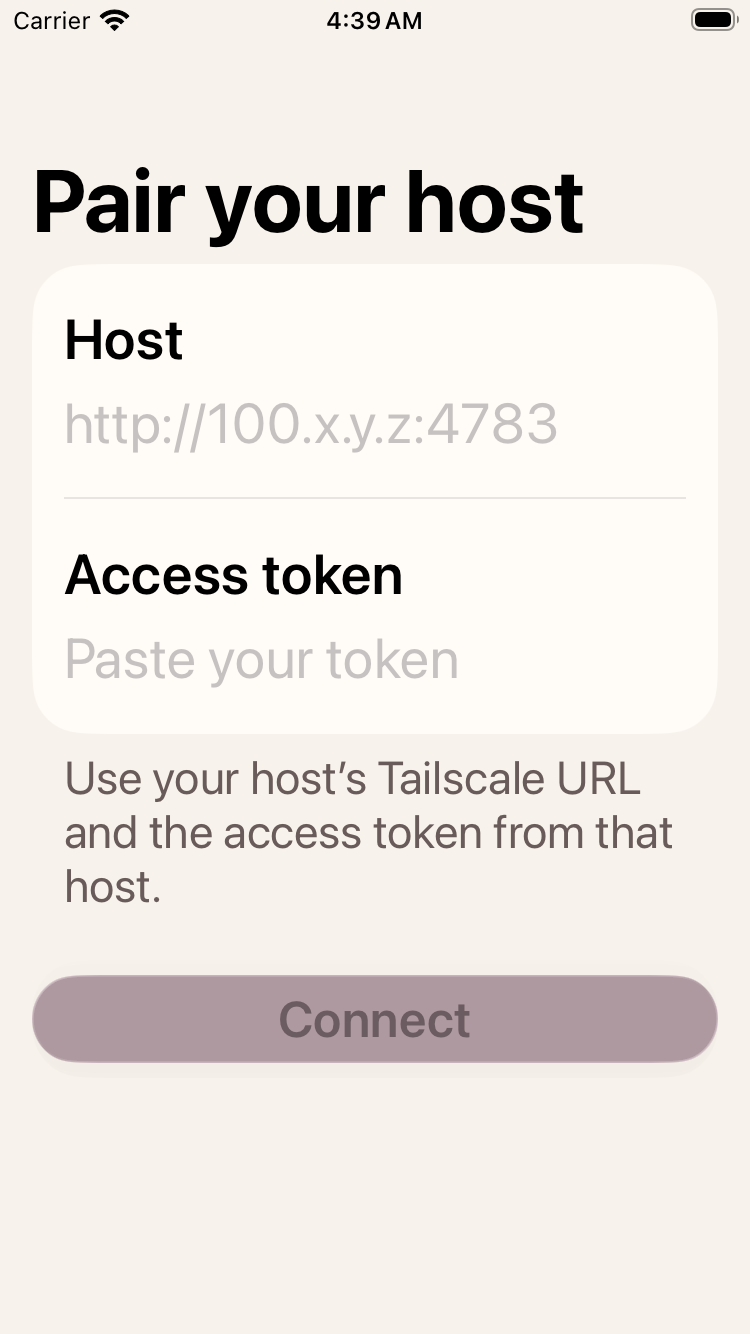 Carrier 4:39 AM
Pair your host
Host
http://100.x.y.z:4783
Access token
Paste your token
Use your host’s Tailscale URL
and the access token from that
host.
Connect